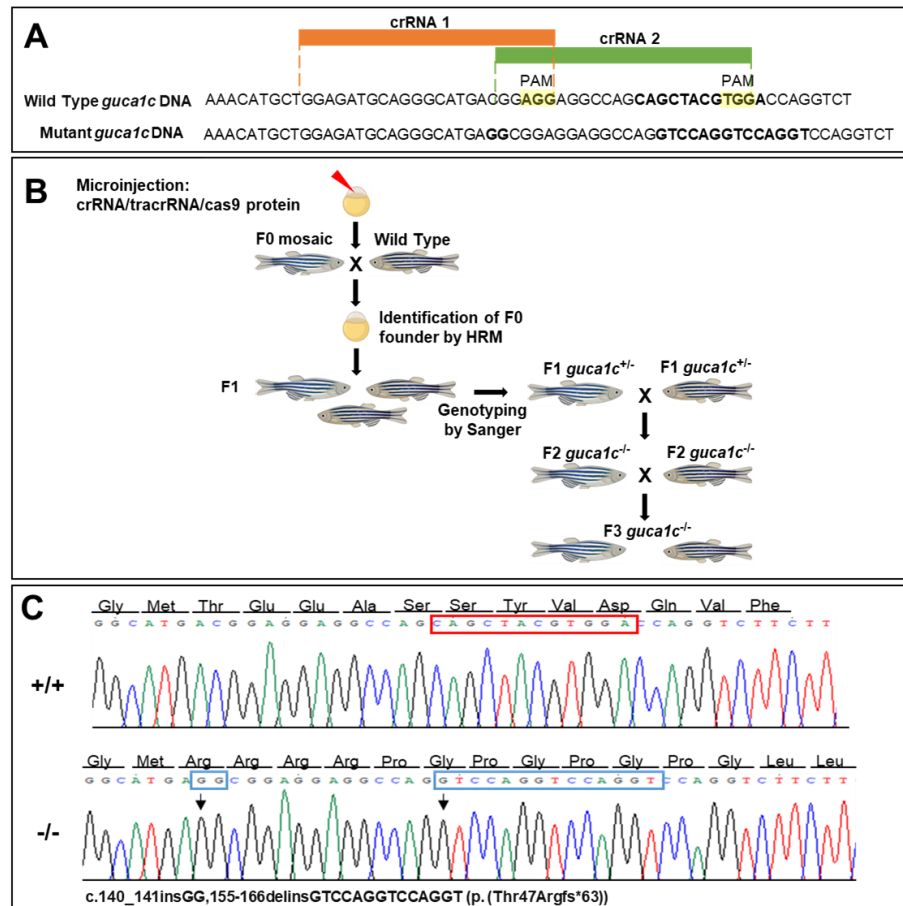 A
crRNA 1
crRNA 2
PAM PAM
Wild Type guca1c DNA AAACATGCTGGAGATGCAGGGCATGACGGAGGAGGCCAGCAGCTACGTGGACCAGGTCT
Mutant guca1c DNA AAACATGCTGGAGATGCAGGGCATGAGGCGGAGGAGGCCAGGTCCAGGTCCAGGTCCAGGTCT
B
Microinjection:
crRNA/tracrRNA/cas9 protein
F0 mosaic X Wild Type
Identification of F0
founder by HRM
F1
Genotyping
by Sanger
F1 guca1c+/- X F1 guca1c+/-
F2 guca1c-/- X F2 guca1c-/-
F3 guca1c-/-
C
Gly Met Thr Glu Glu Ala Ser Ser Tyr Val Asp Gln Val Phe
G G C A T G A C G G A G G A G G C C A G C A G C T A C G T G G A C C A G G T C T T C T T
+/+
Gly Met Arg Arg Arg Arg Pro Gly Pro Gly Pro Gly Pro Gly Leu Leu
G G C A T G A G G C G G A G G A G G C C A G G T C C A G G T C C A G G T C C A G G T C T T C T T
-/-
c.140_141insGG,155-166delinsGTCCAGGTCCAGGT (p.(Thr47Argfs*63))